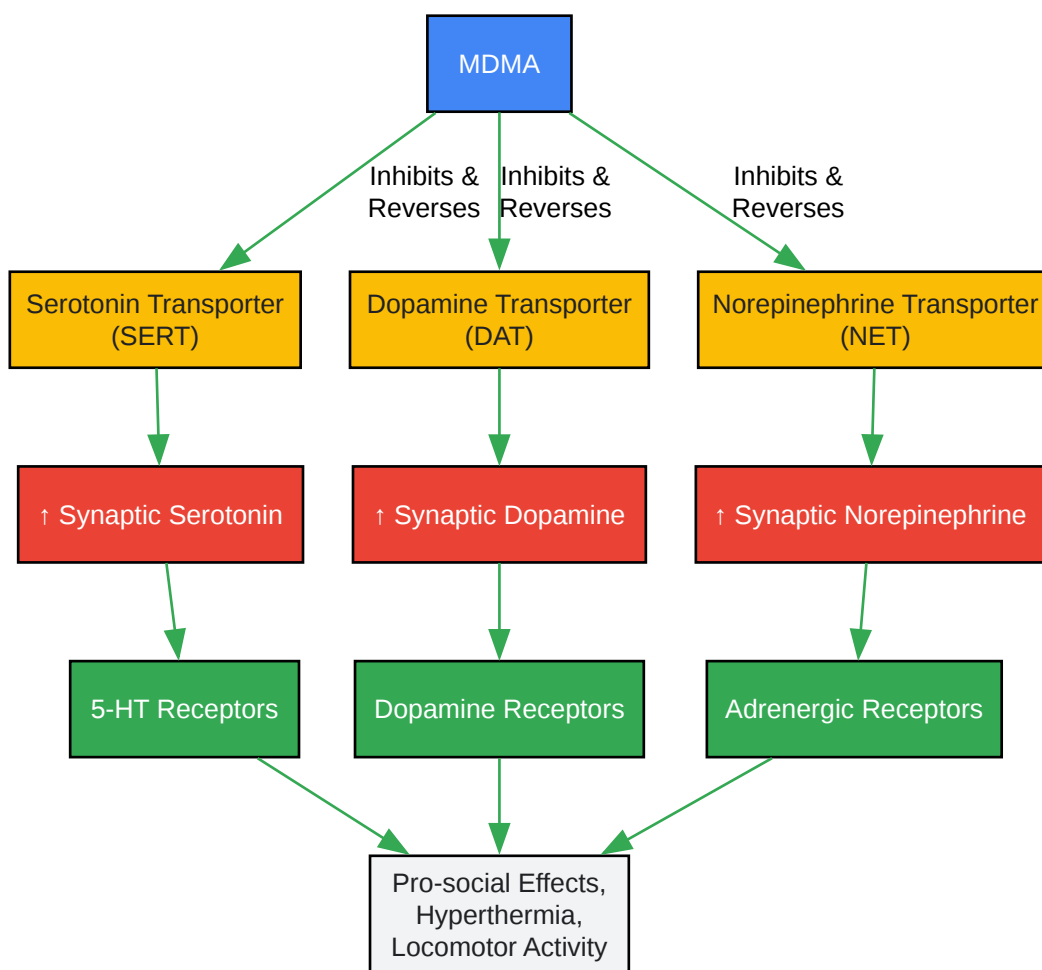 MDMA
Inhibits &
Reverses
Inhibits &
Reverses
Inhibits &
Reverses
Serotonin Transporter
(SERT)
Dopamine Transporter
(DAT)
Norepinephrine Transporter
(NET)
↑ Synaptic Serotonin
↑ Synaptic Dopamine
↑ Synaptic Norepinephrine
5-HT Receptors
Dopamine Receptors
Adrenergic Receptors
Pro-social Effects,
Hyperthermia,
Locomotor Activity